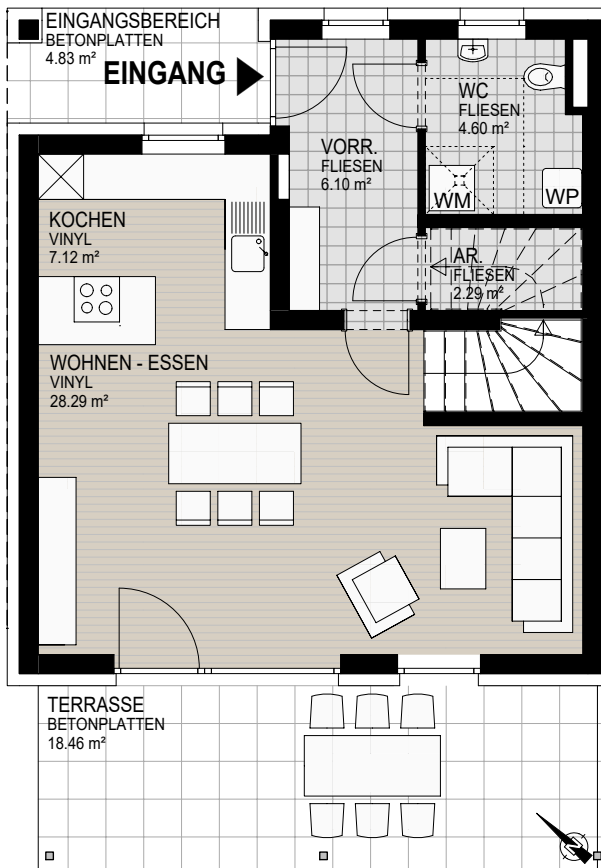 EINGANGSBEREICH
BETONPLATTEN
4.83 m²
EINGANG
WC
FLIESEN
4.60 m²
VORR.
FLIESEN
6.10 m²
WM
WP
KOCHEN
VINYL
7.12 m²
AR.
FLIESEN
2.29 m²
WOHNEN - ESSEN
VINYL
28.29 m²
TERRASSE
BETONPLATTEN
18.46 m²
N